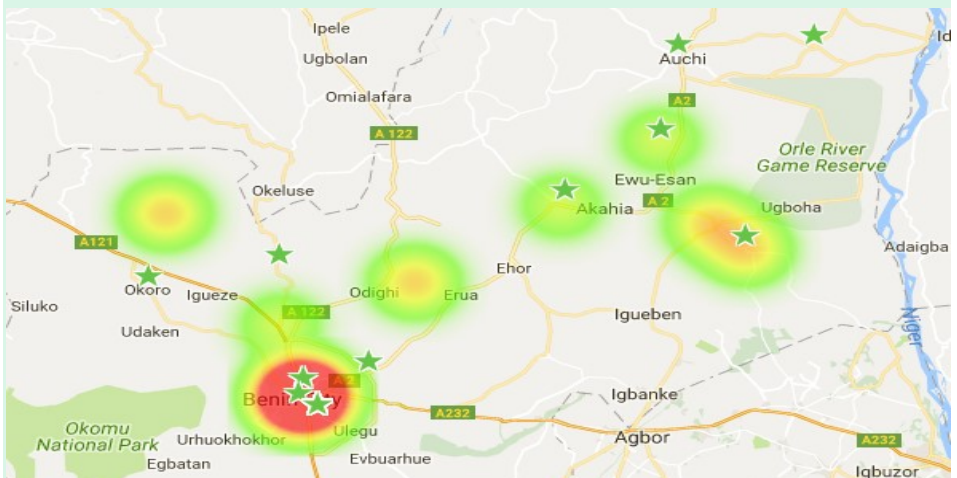 Ipele
Ugbolan
Auchi
Omialafara
A2
A 122
Orle River
Game Reserve
Ewu-Esan
Okeluse
A 2
Akahia
Ugboha
A121
Adaigba
Ehor
Okoro
Igueze
Odighi
Erua
Siluko
A 122
Igueben
Niger
Udaken
A2
Igbanke
Benin City
A232
Okomu
National Park
Urhuokhokhor
Ulegu
Agbor
A232
Egbatan
Evbuarhue
Igbuzor